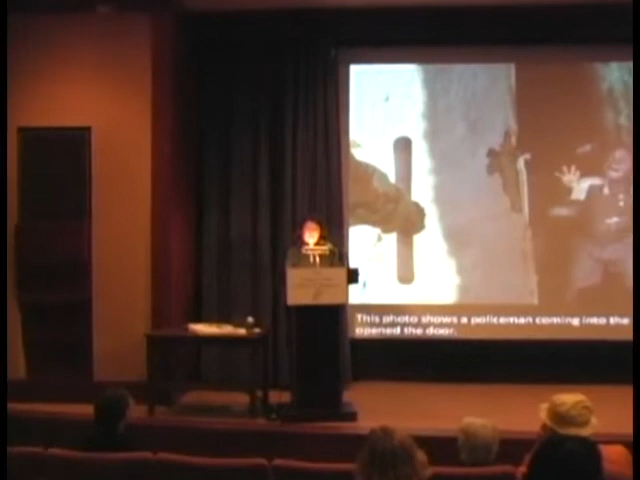 This photo shows a policeman coming into the
opened the door.